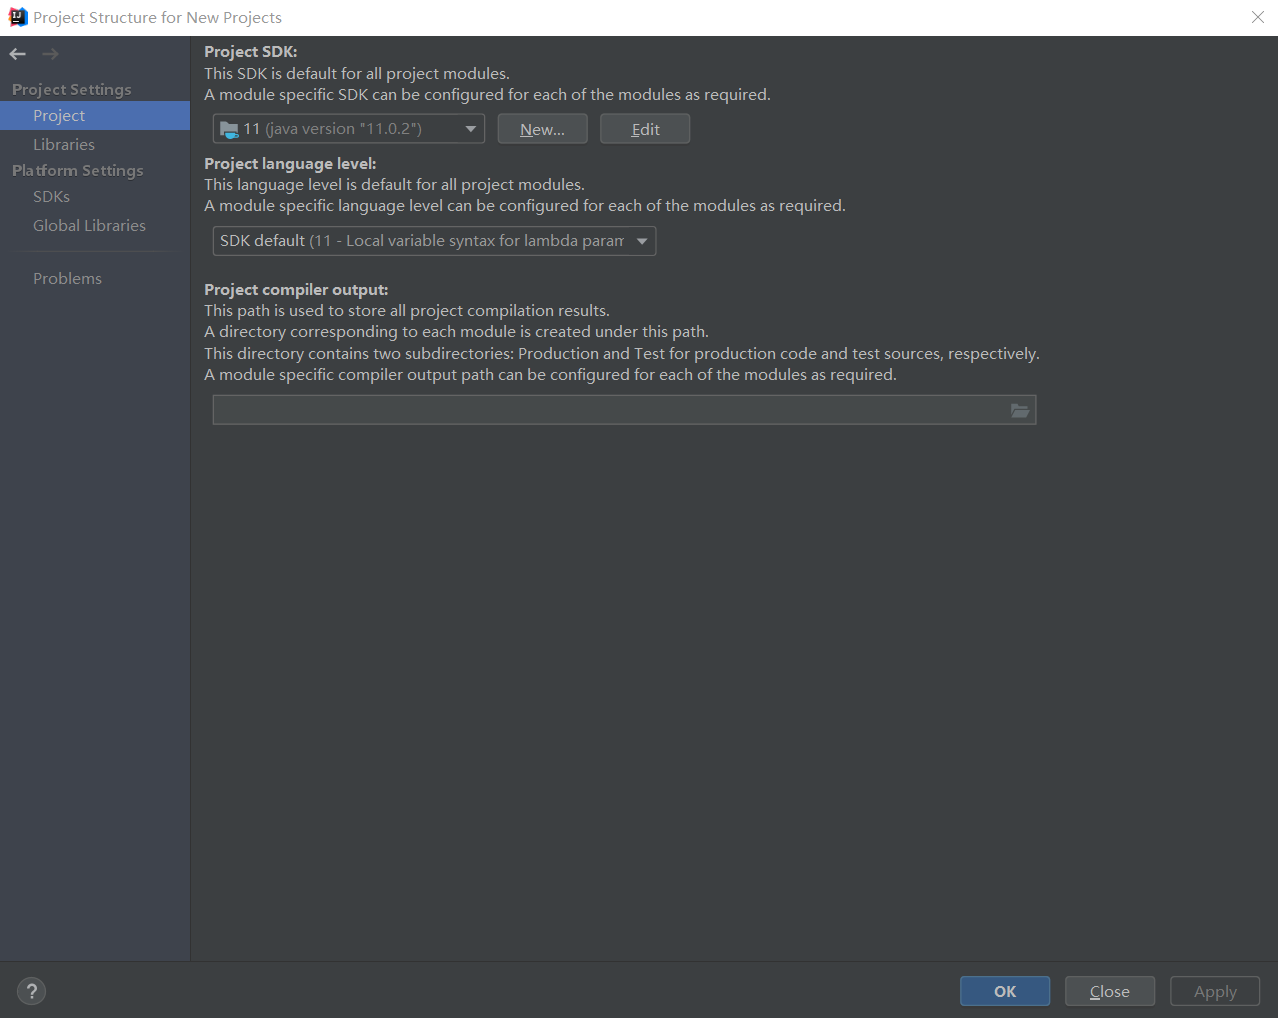 Project Structure for New Projects
Project Settings
Project
Libraries
Platform Settings
SDKs
Global Libraries
Problems
Project SDK:
This SDK is default for all project modules.
A module specific SDK can be configured for each of the modules as required.
11 (java version "11.0.2")
New...
Edit
Project language level:
This language level is default for all project modules.
A module specific language level can be configured for each of the modules as required.
SDK default (11 - Local variable syntax for lambda param
Project compiler output:
This path is used to store all project compilation results.
A directory corresponding to each module is created under this path.
This directory contains two subdirectories: Production and Test for production code and test sources, respectively.
A module specific compiler output path can be configured for each of the modules as required.
?
OK
Close
Apply